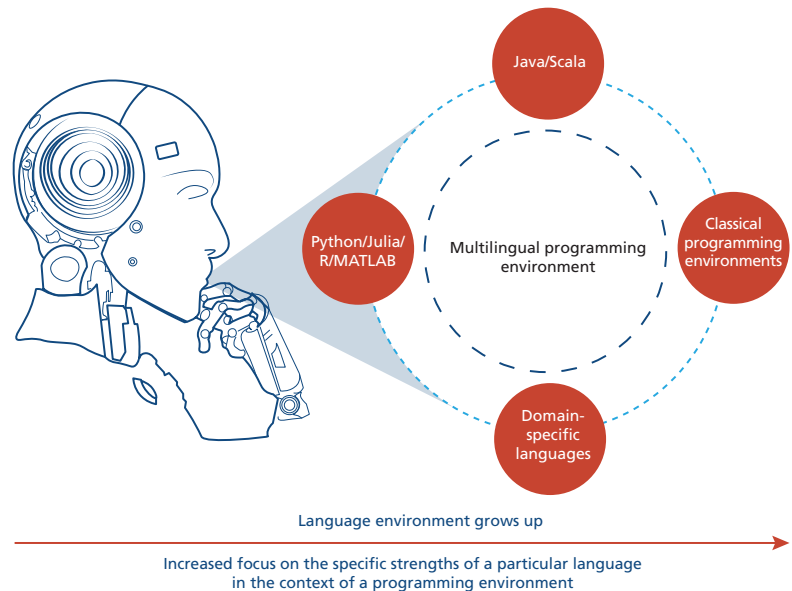 Java/Scala
Python/Julia/
R/MATLAB
Multilingual programming
environment
Classical
programming
environments
Domain-
specific
languages
Language environment grows up
Increased focus on the specific strengths of a particular language
in the context of a programming environment